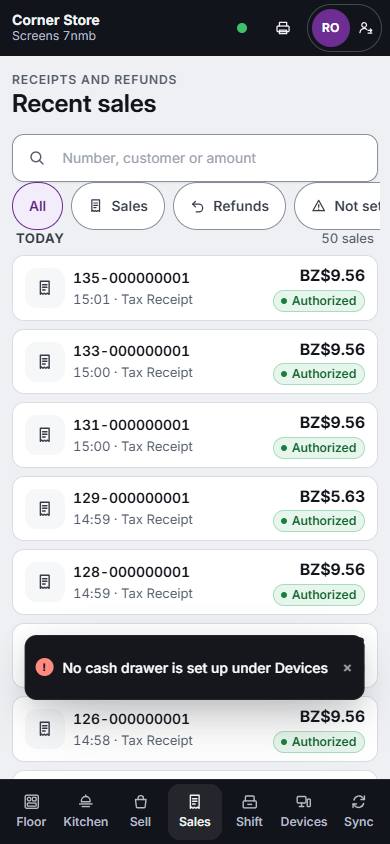 Corner Store
Screens 7nmb
RO
RECEIPTS AND REFUNDS
Recent sales
Number, customer or amount
All
Sales
Refunds
Not set
TODAY
50 sales
135-000000001
BZ$9.56
15:01 · Tax Receipt
Authorized
133-000000001
BZ$9.56
15:00 · Tax Receipt
Authorized
131-000000001
BZ$9.56
15:00 · Tax Receipt
Authorized
129-000000001
BZ$5.63
14:59 · Tax Receipt
Authorized
128-000000001
BZ$9.56
14:59 · Tax Receipt
Authorized
No cash drawer is set up under Devices
×
126-000000001
BZ$9.56
14:58 · Tax Receipt
Authorized
Floor
Kitchen
Sell
Sales
Shift
Devices
Sync